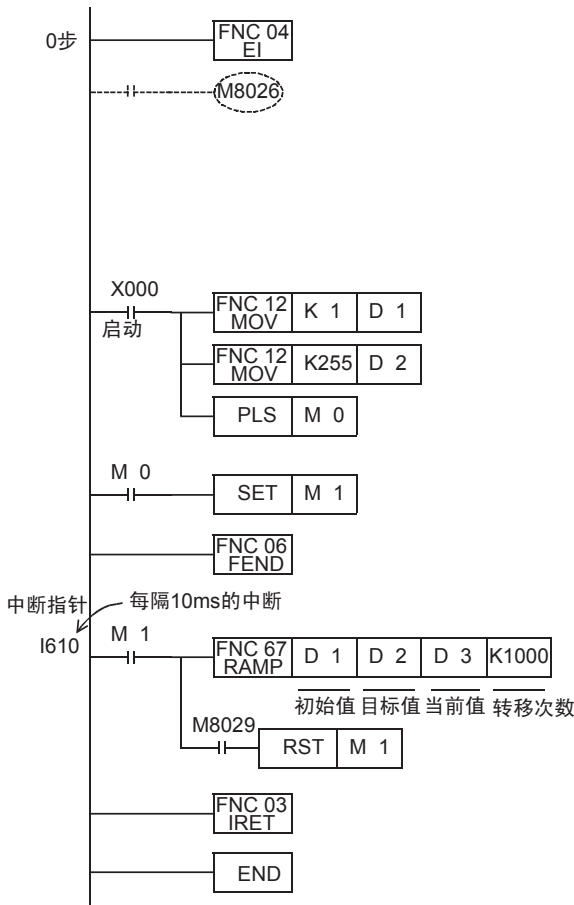 0步
FNC 04
EI
M8026
X000
启动
FNC 12
MOV
K 1
D 1
FNC 12
MOV
K255
D 2
PLS
M 0
M 0
SET
M 1
FNC 06
FEND
中断指针
每隔10ms的中断
I610
M 1
FNC 67
RAMP
D 1
D 2
D 3
K1000
初始值
目标值
当前值
转移次数
M8029
RST
M 1
FNC 03
IRET
END